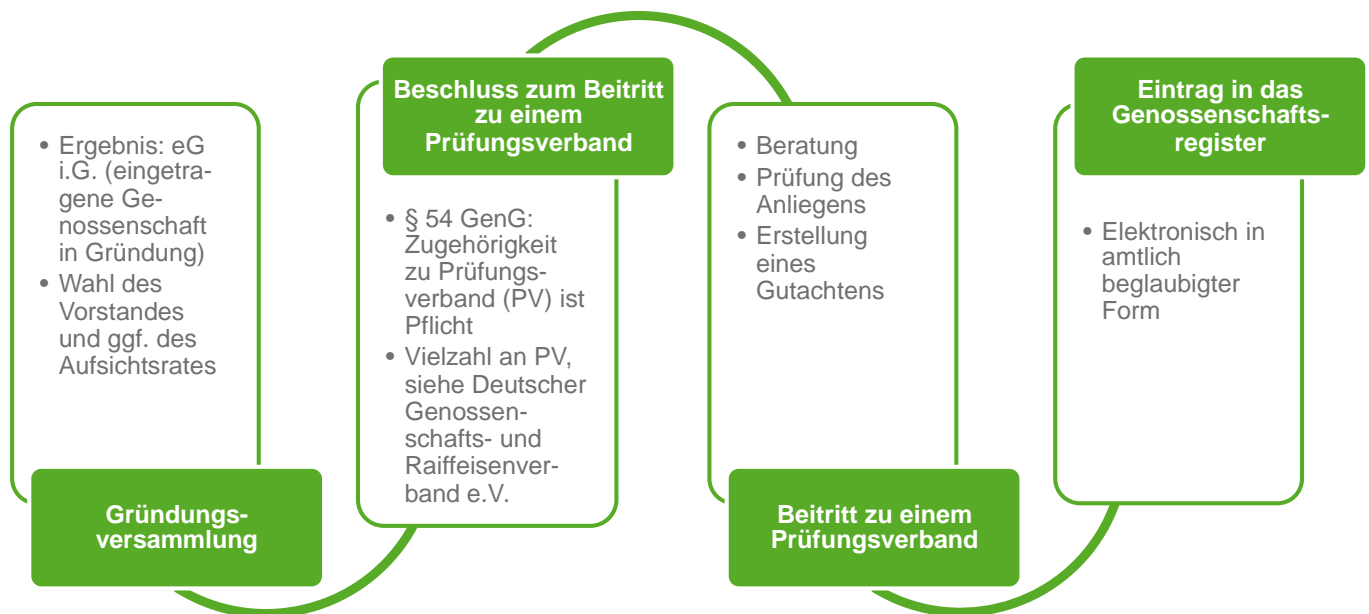 • Ergebnis: eG
i.G. (eingetra-
gene Ge-
nossenschaft
in Gründung)
• Wahl des
Vorstandes
und ggf. des
Aufsichtsrates
Gründungs-
versammlung
Beschluss zum Beitritt
zu einem
Prüfungsverband
• § 54 GenG:
Zugehörigkeit
zu Prüfungs-
verband (PV) ist
Pflicht
• Vielzahl an PV,
siehe Deutscher
Genossen-
schafts- und
Raiffeisenver-
band e.V.
• Beratung
• Prüfung des
Anliegens
• Erstellung
eines
Gutachtens
Beitritt zu einem
Prüfungsverband
Eintrag in das
Genossenschafts-
register
• Elektronisch in
amtlich
beglaubigter
Form